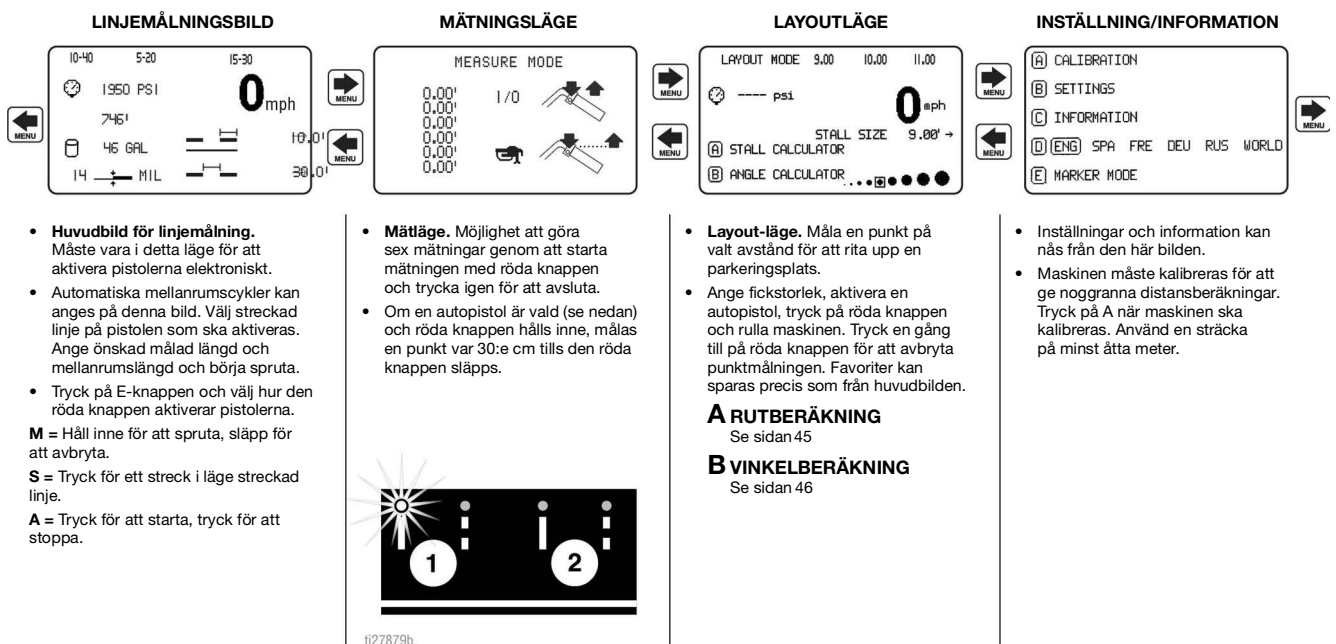 LINJEMÅLNINGSBILD
10-40 5-20 15-30
1950 PSI
0 mph
746'
46 GAL
10.0'
14 MIL
30.0'
MENU
MENU
MENU
• Huvudbild för linjemålning.
Måste vara i detta läge för att
aktivera pistolerna elektroniskt.
• Automatiska mellanrumscykler kan
anges på denna bild. Välj streckad
linje på pistolen som ska aktiveras.
Ange önskad målad längd och
mellanrumslängd och börja spruta.
• Tryck på E-knappen och välj hur den
röda knappen aktiverar pistolerna.
M = Håll inne för att spruta, släpp för
att avbryta.
S = Tryck för ett streck i läge streckad
linje.
A = Tryck för att starta, tryck för att
stoppa.
MÄTNINGSLÄGE
MEASURE MODE
0.00'
0.00'
0.00'
0.00'
0.00'
0.00'
1/0
MENU
MENU
• Mätläge. Möjlighet att göra
sex mätningar genom att starta
mätningen med röda knappen
och trycka igen för att avsluta.
• Om en autopistol är vald (se nedan)
och röda knappen hålls inne, målas
en punkt var 30:e cm tills den röda
knappen släpps.
1 2
ti27879b
LAYOUTLÄGE
LAYOUT MODE 9.00 10.00 11.00
---- psi
0 mph
STALL SIZE 9.00' →
A STALL CALCULATOR
B ANGLE CALCULATOR
MENU
MENU
• Layout-läge. Måla en punkt på
valt avstånd för att rita upp en
parkeringsplats.
• Ange fickstorlek, aktivera en
autopistol, tryck på röda knappen
och rulla maskinen. Tryck en gång
till på röda knappen för att avbryta
punktmålningen. Favoriter kan
sparas precis som från huvudbilden.
A RUTBERÄKNING
Se sidan 45
B VINKELBERÄKNING
Se sidan 46
INSTÄLLNING/INFORMATION
A CALIBRATION
B SETTINGS
C INFORMATION
D ENG SPA FRE DEU RUS WORLD
E MARKER MODE
MENU
• Inställningar och information kan
nås från den här bilden.
• Maskinen måste kalibreras för att
ge noggranna distansberäkningar.
Tryck på A när maskinen ska
kalibreras. Använd en sträcka
på minst åtta meter.